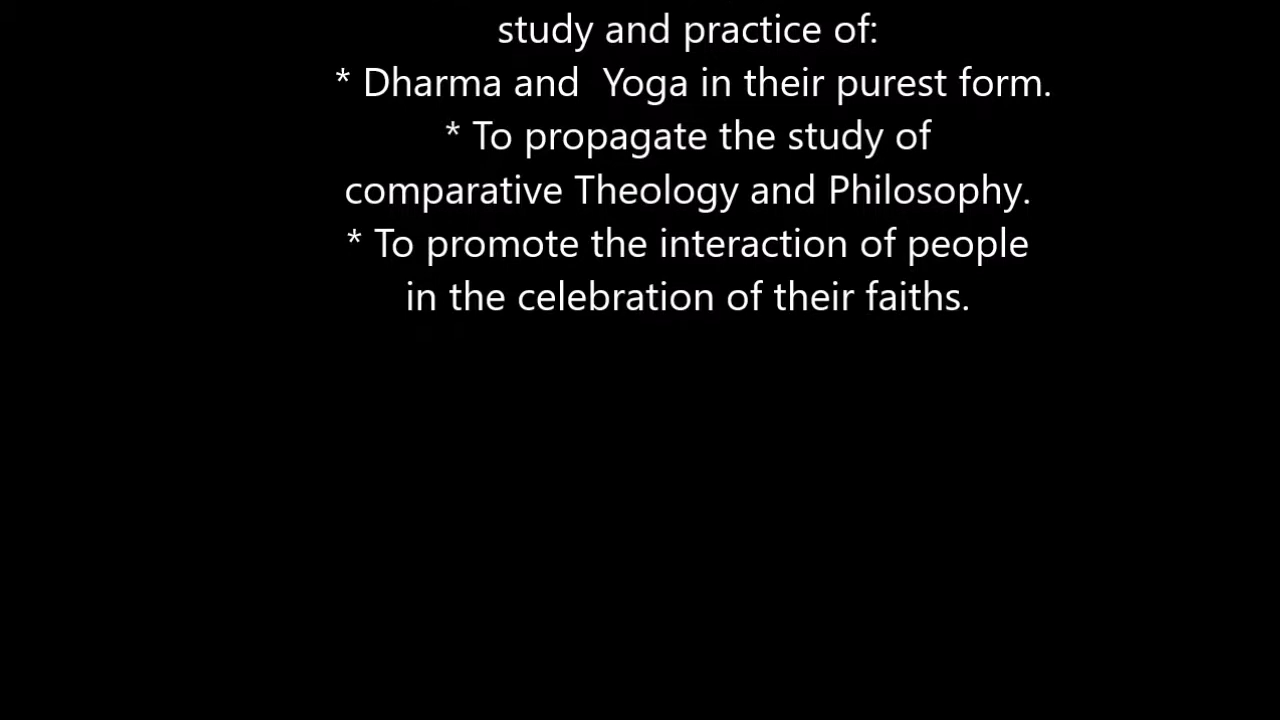 study and practice of:
* Dharma and  Yoga in their purest form.
* To propagate the study of
comparative Theology and Philosophy.
* To promote the interaction of people
in the celebration of their faiths.